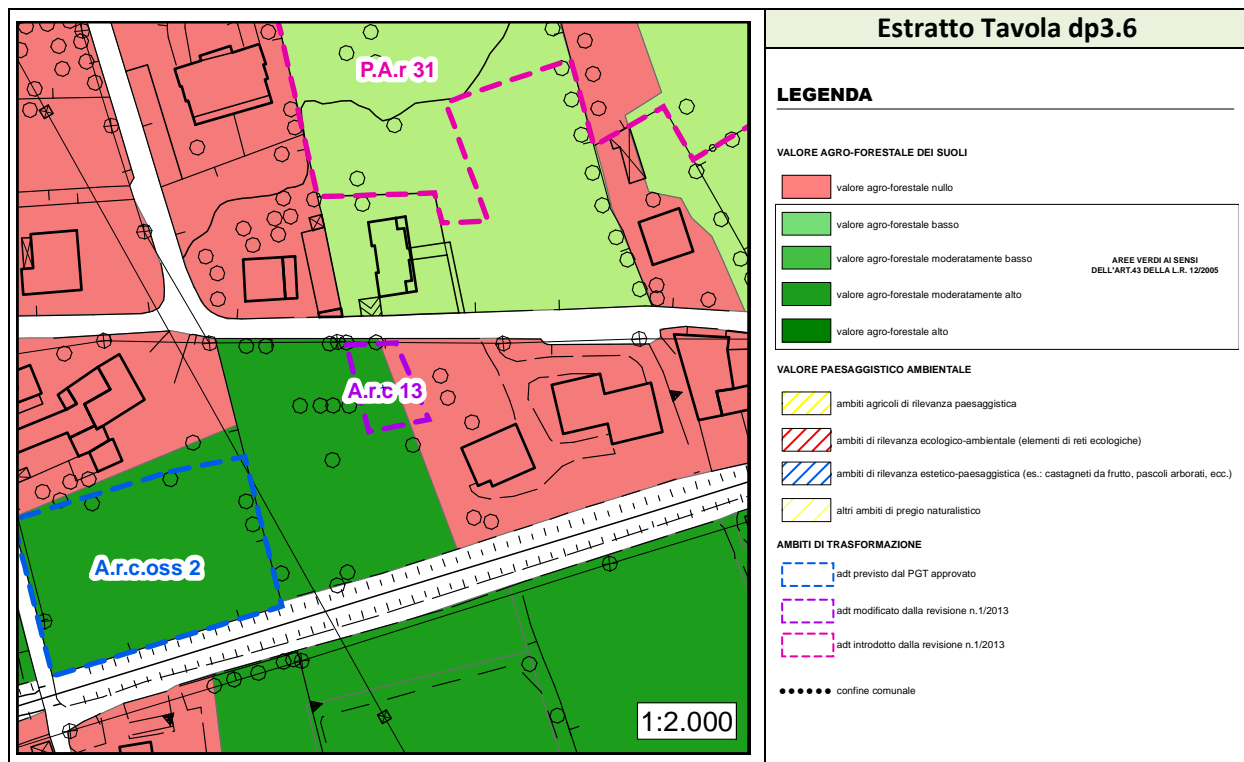 Estratto Tavola dp3.6
P.A.r 31
A.r.c 13
A.r.c.oss 2
1:2.000
LEGENDA
VALORE AGRO-FORESTALE DEI SUOLI
valore agro-forestale nullo
valore agro-forestale basso
valore agro-forestale moderatamente basso
AREE VERDI AI SENSI
DELL'ART.43 DELLA L.R. 12/2005
valore agro-forestale moderatamente alto
valore agro-forestale alto
VALORE PAESAGGISTICO AMBIENTALE
ambiti agricoli di rilevanza paesaggistica
ambiti di rilevanza ecologico-ambientale (elementi di reti ecologiche)
ambiti di rilevanza estetico-paesaggistica (es.: castagneti da frutto, pascoli arborati, ecc.)
altri ambiti di pregio naturalistico
AMBITI DI TRASFORMAZIONE
adt previsto dal PGT approvato
adt modificato dalla revisione n.1/2013
adt introdotto dalla revisione n.1/2013
confine comunale